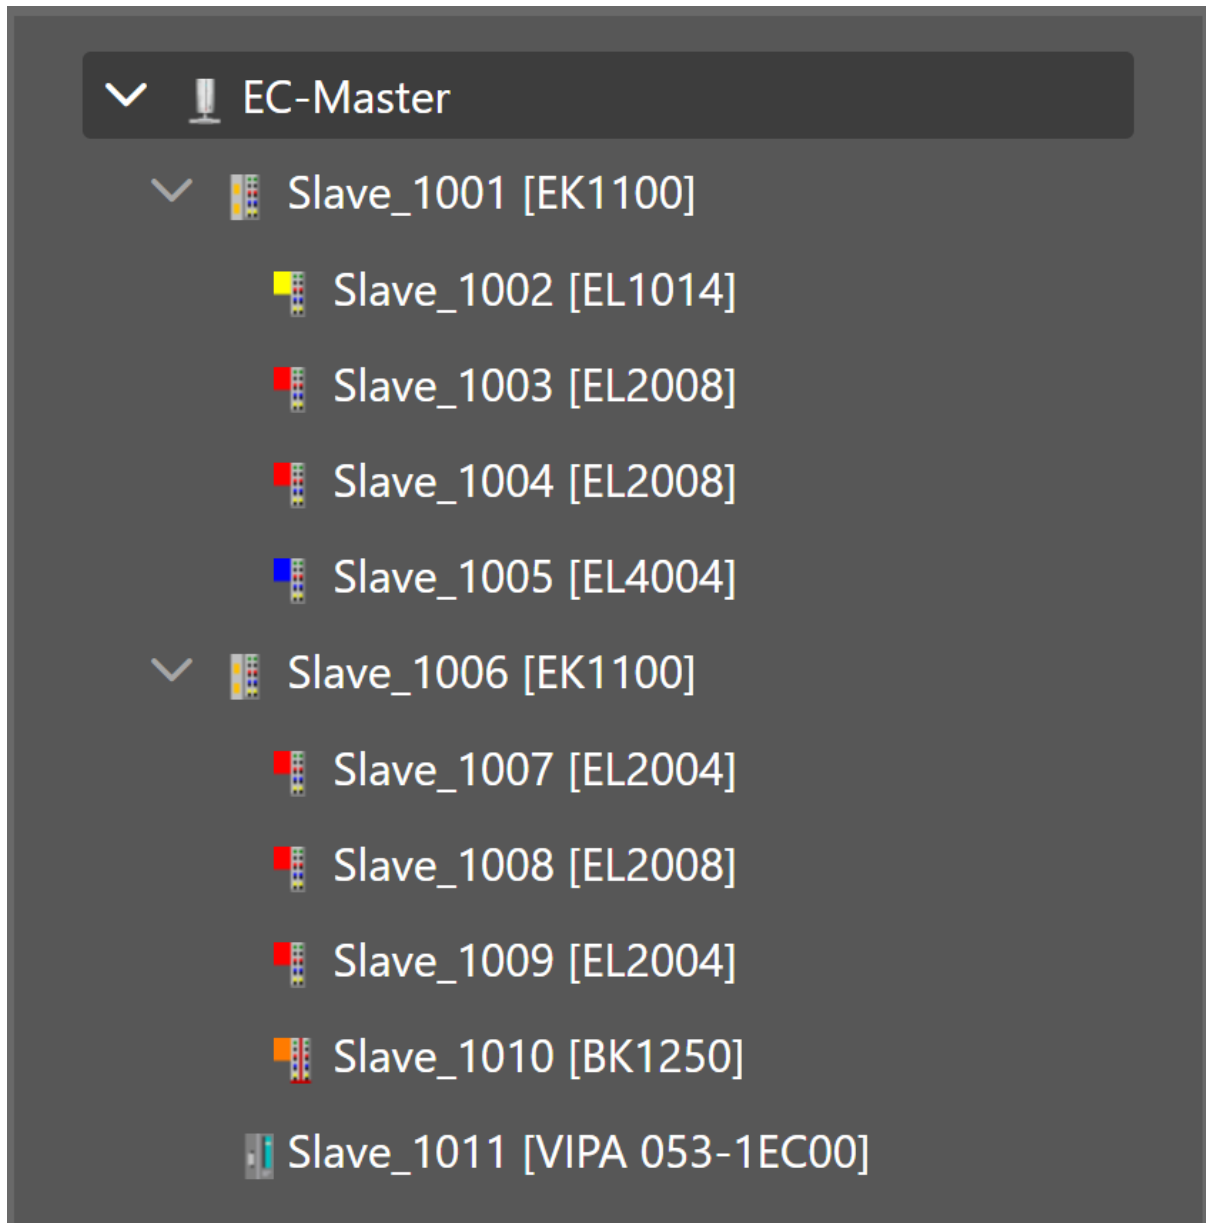 EC-Master
Slave_1001 [EK1100]
Slave_1002 [EL1014]
Slave_1003 [EL2008]
Slave_1004 [EL2008]
Slave_1005 [EL4004]
Slave_1006 [EK1100]
Slave_1007 [EL2004]
Slave_1008 [EL2008]
Slave_1009 [EL2004]
Slave_1010 [BK1250]
Slave_1011 [VIPA 053-1EC00]